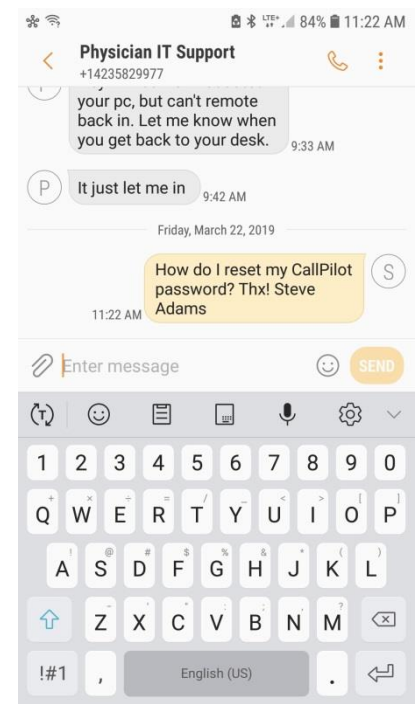 LTE+ 84% 11:22 AM
Physician IT Support
+14235829977
your pc, but can't remote
back in. Let me know when
you get back to your desk.
9:33 AM
P
It just let me in
9:42 AM
Friday, March 22, 2019
How do I reset my CallPilot
password? Thx! Steve
Adams
S
11:22 AM
Enter message
SEND
T
1 2 3 4 5 6 7 8 9 0
Q W E R T Y U I O P
A S D F G H J K L
Z X C V B N M
!#1 , English (US) .